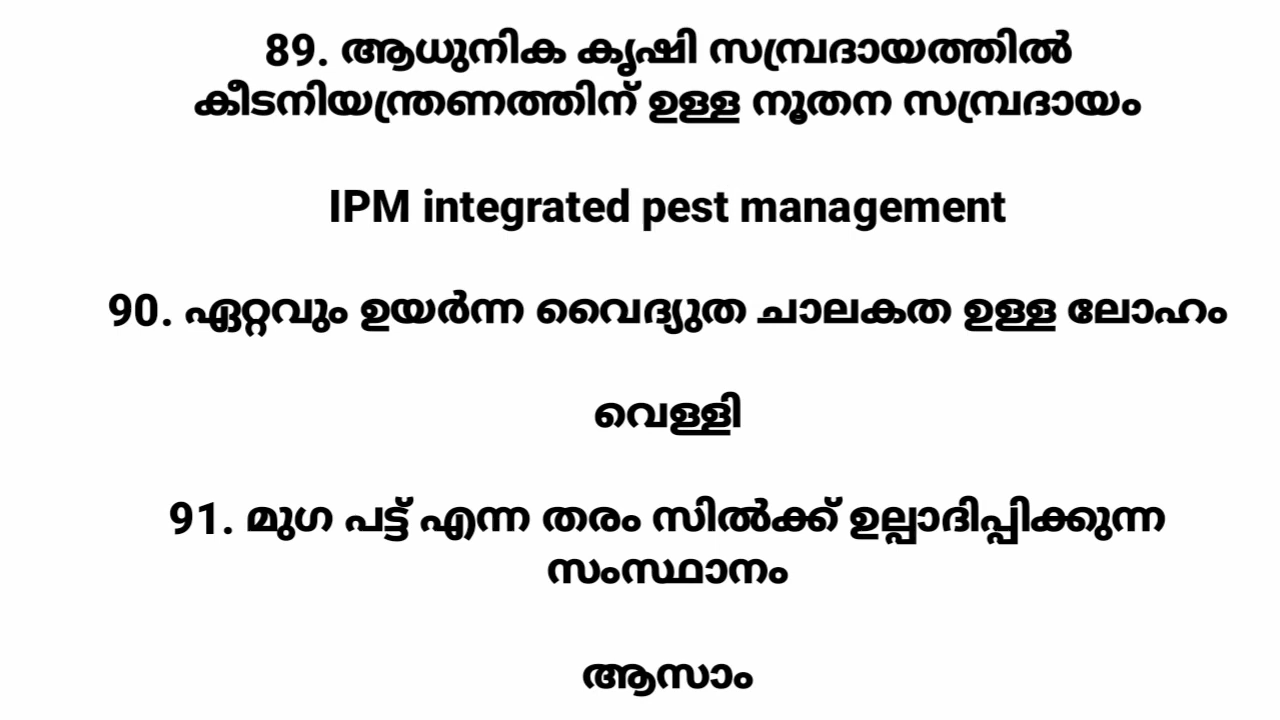 89. ആധുനിക കൃഷി സമ്പ്രദായത്തിൽ
കീടനിയന്ത്രണത്തിന് ഉള്ള നൂതന സമ്പ്രദായം
IPM integrated pest management
90. ഏറ്റവും ഉയർന്ന വൈദ്യുത ചാലകത ഉള്ള ലോഹം
വെള്ളി
91. മുഗ പട്ട് എന്ന തരം സിൽക്ക് ഉല്പാദിപ്പിക്കുന്ന
സംസ്ഥാനം
ആസാം